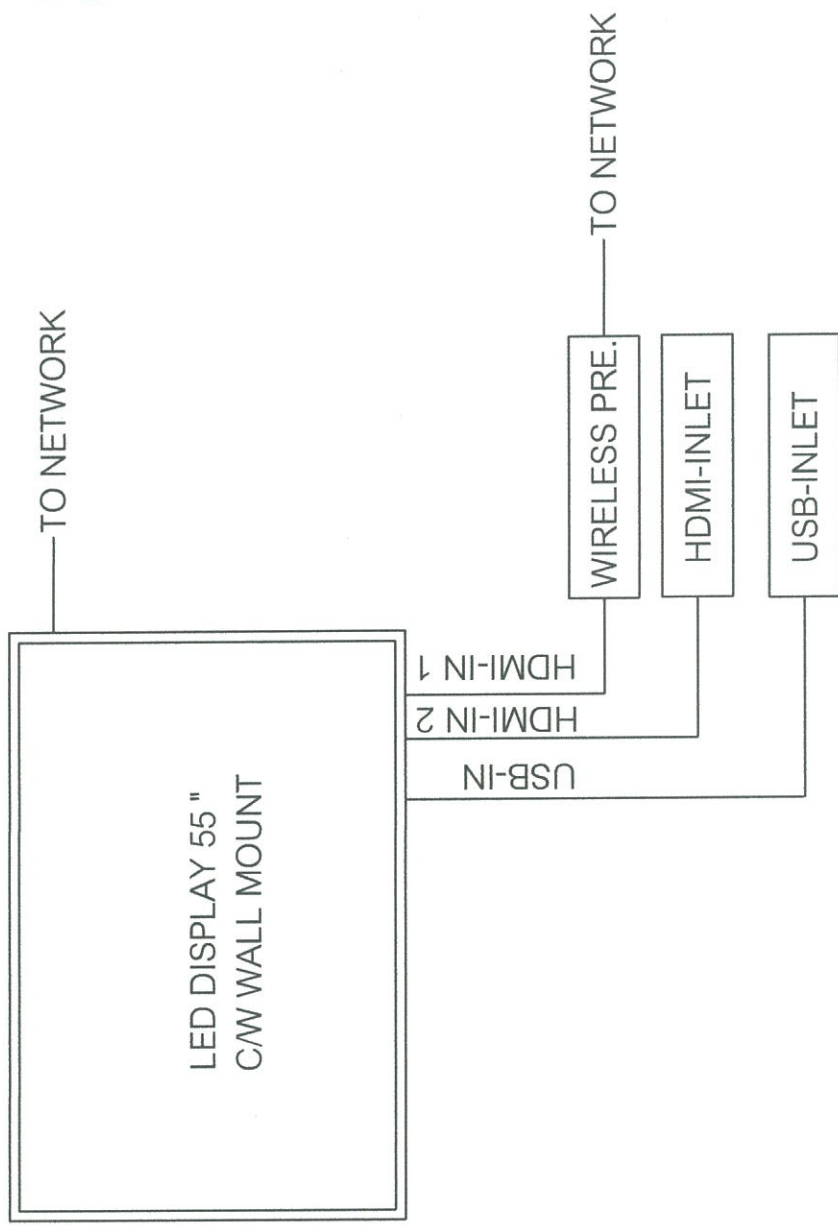 LED DISPLAY 55 "
C/W WALL MOUNT
TO NETWORK
HDMI-IN 1
HDMI-IN 2
USB-IN
WIRELESS PRE.
TO NETWORK
HDMI-INLET
USB-INLET